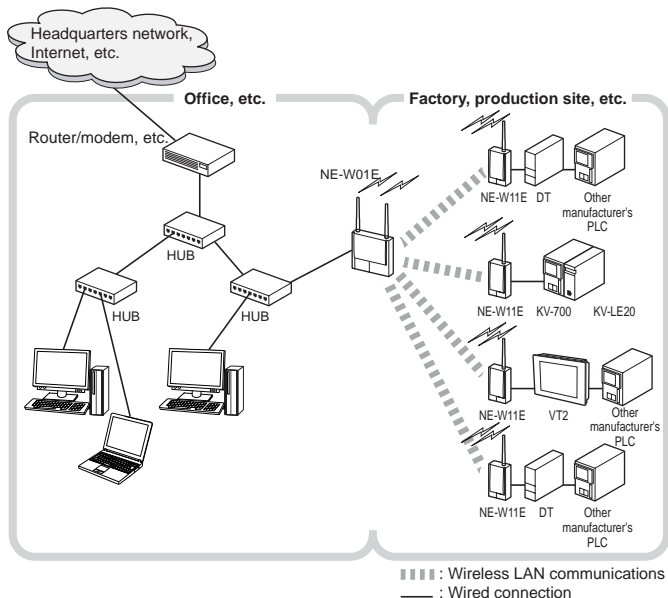 Headquarters network,
Internet, etc.
Office, etc.
Factory, production site, etc.
Router/modem, etc.
NE-W01E
HUB
HUB
HUB
NE-W11E DT Other
manufacturer's
PLC
NE-W11E KV-700 KV-LE20
NE-W11E VT2 Other
manufacturer's
PLC
NE-W11E DT Other
manufacturer's
PLC
: Wireless LAN communications
: Wired connection